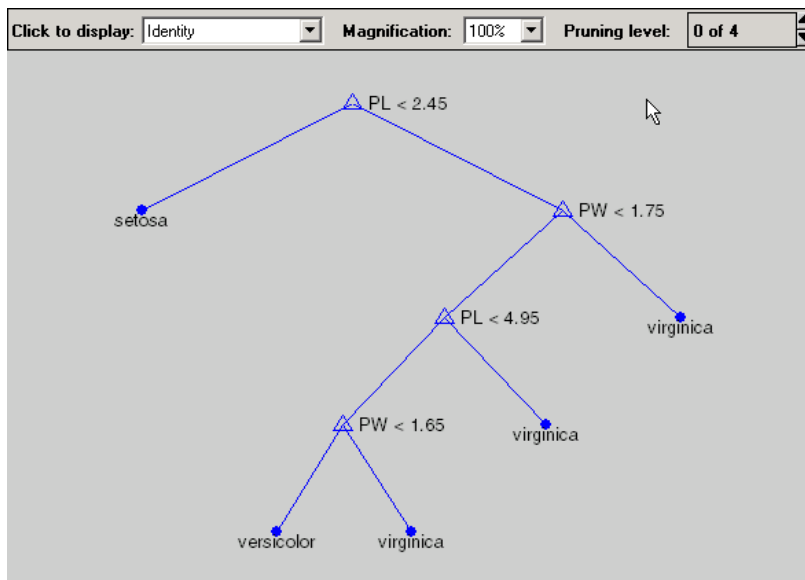 Click to display: Identity Magnification: 100% Pruning level: 0 of 4
PL < 2.45
setosa
PW < 1.75
PL < 4.95
virginica
PW < 1.65
virginica
versicolor virginica